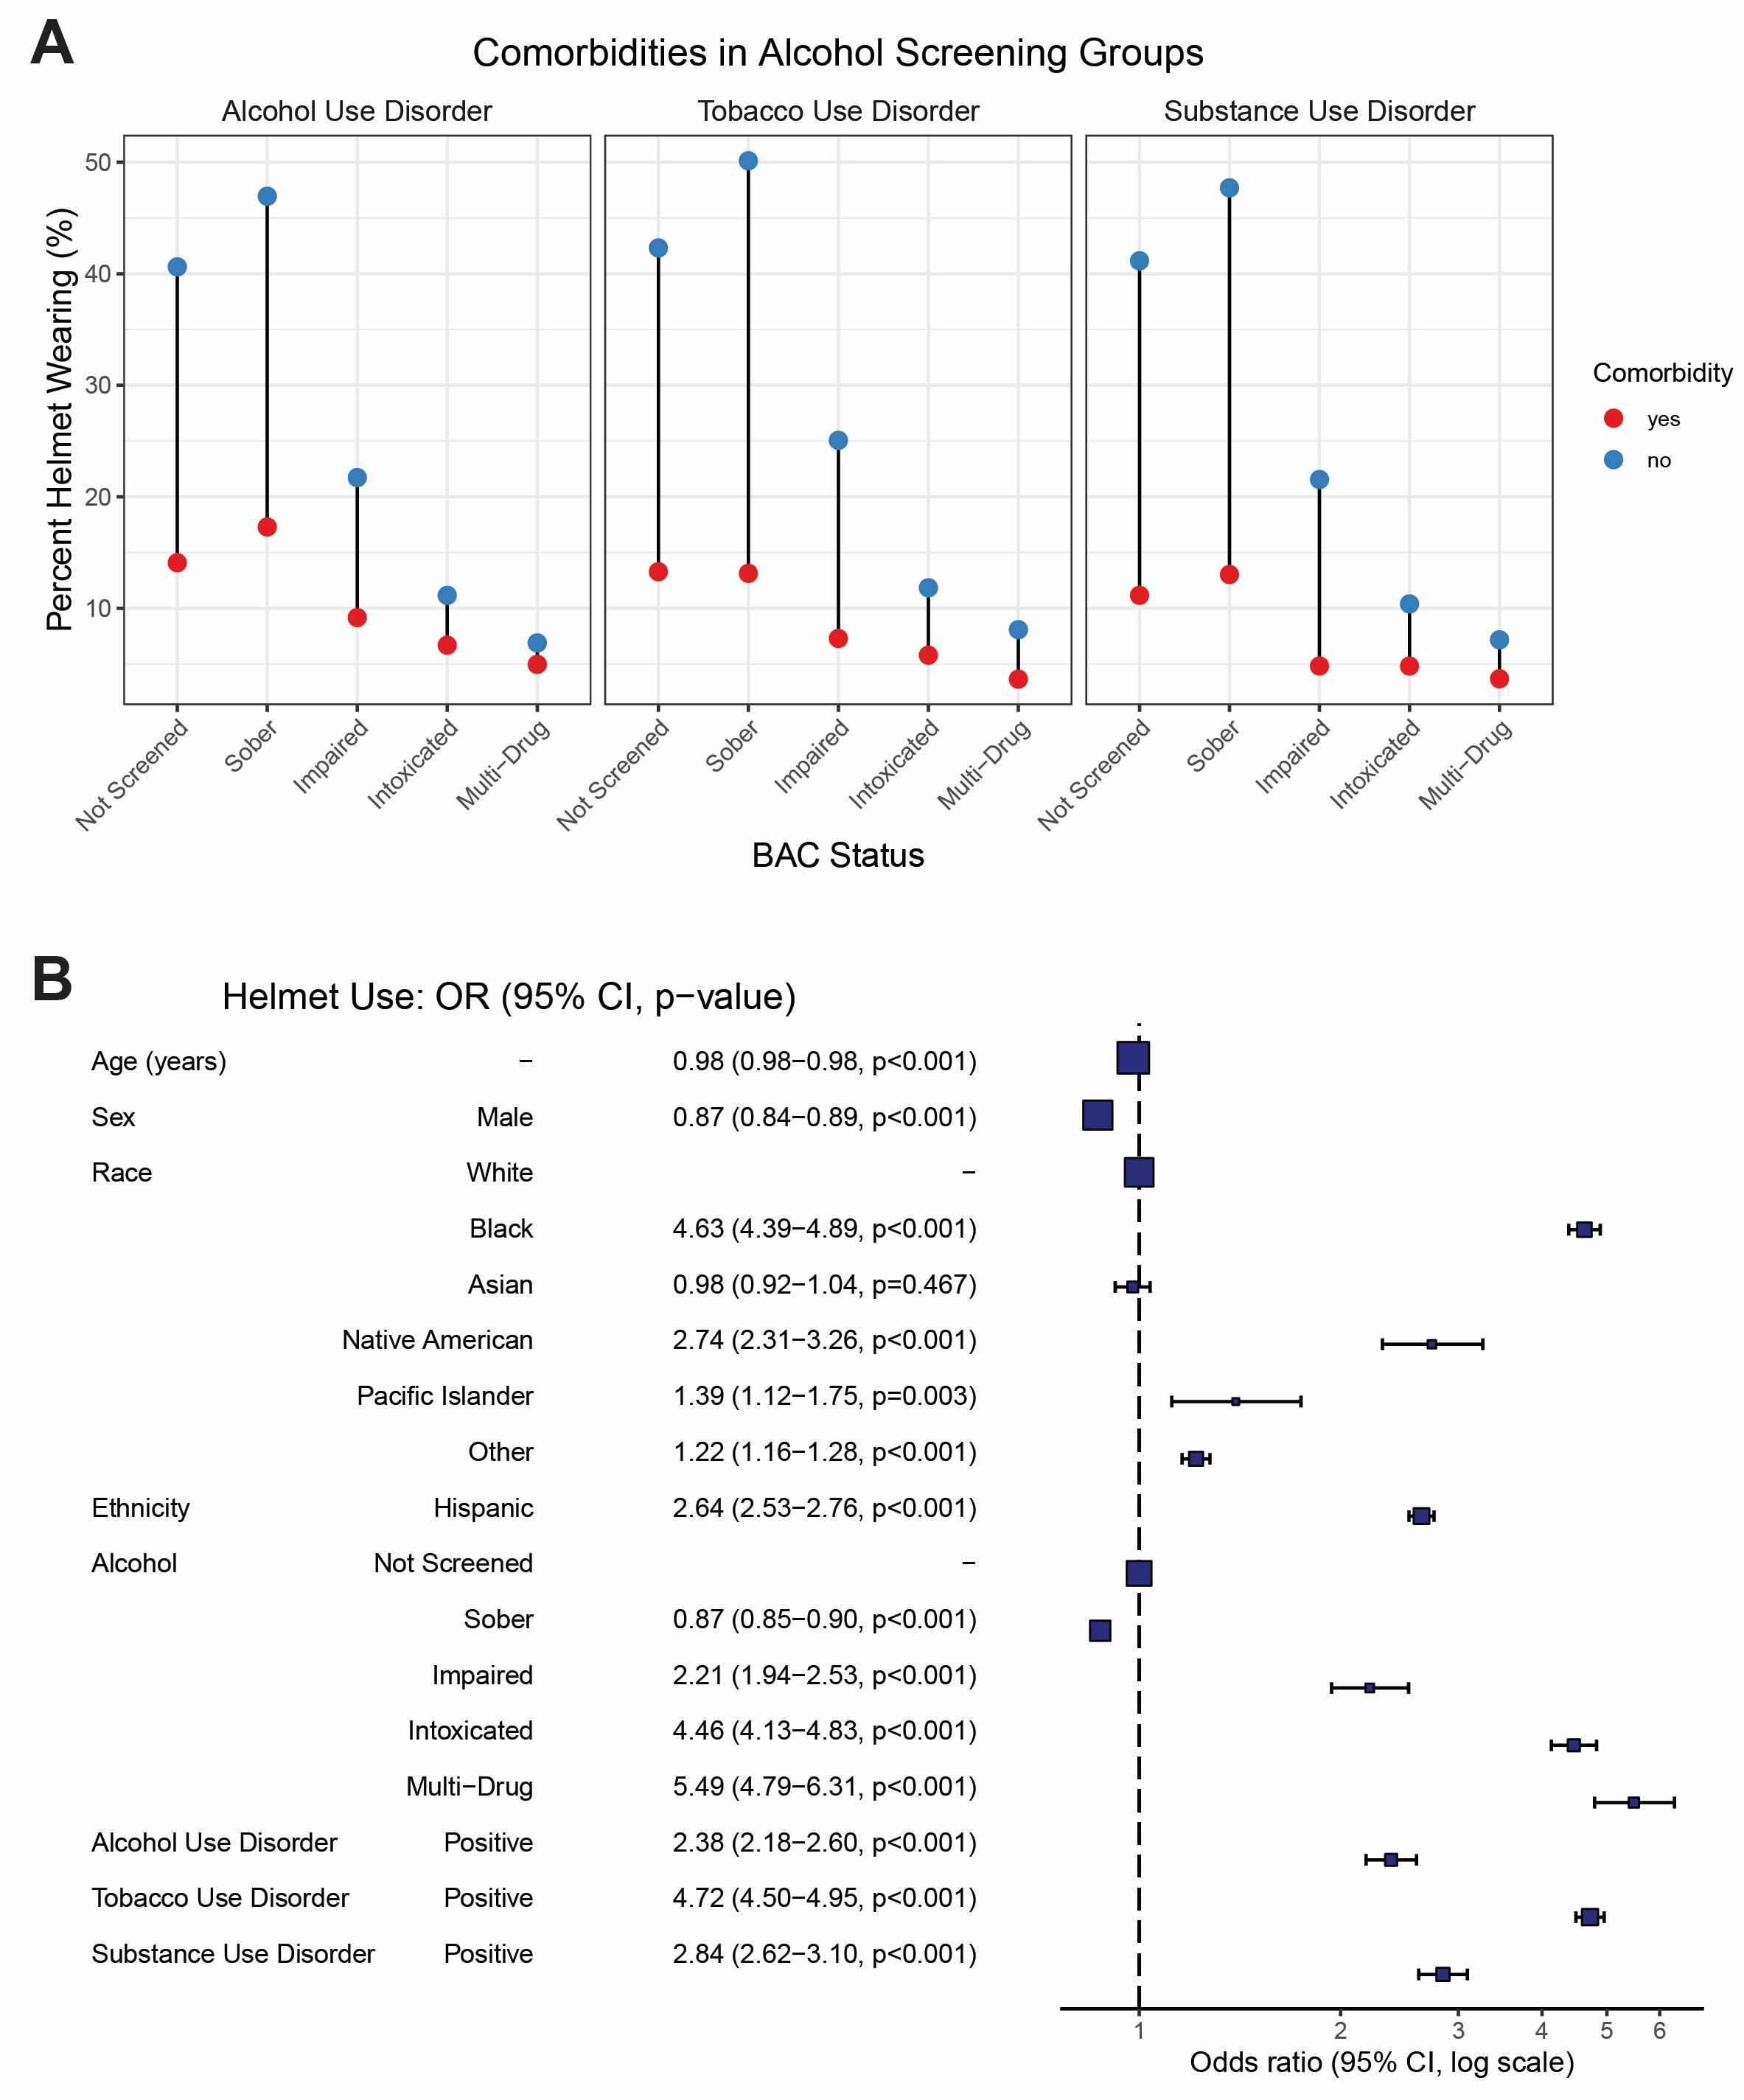 A
Comorbidities in Alcohol Screening Groups
Alcohol Use Disorder
Tobacco Use Disorder
Substance Use Disorder
Percent Helmet Wearing (%)
50
40
30
20
10
Not Screened
Sober
Impaired
Intoxicated
Multi−Drug
Not Screened
Sober
Impaired
Intoxicated
Multi−Drug
Not Screened
Sober
Impaired
Intoxicated
Multi−Drug
BAC Status
Comorbidity
yes
no
B
Helmet Use: OR (95% CI, p−value)
Age (years) − 0.98 (0.98−0.98, p<0.001)
Sex Male 0.87 (0.84−0.89, p<0.001)
Race White −
Black 4.63 (4.39−4.89, p<0.001)
Asian 0.98 (0.92−1.04, p=0.467)
Native American 2.74 (2.31−3.26, p<0.001)
Pacific Islander 1.39 (1.12−1.75, p=0.003)
Other 1.22 (1.16−1.28, p<0.001)
Ethnicity Hispanic 2.64 (2.53−2.76, p<0.001)
Alcohol Not Screened −
Sober 0.87 (0.85−0.90, p<0.001)
Impaired 2.21 (1.94−2.53, p<0.001)
Intoxicated 4.46 (4.13−4.83, p<0.001)
Multi−Drug 5.49 (4.79−6.31, p<0.001)
Alcohol Use Disorder Positive 2.38 (2.18−2.60, p<0.001)
Tobacco Use Disorder Positive 4.72 (4.50−4.95, p<0.001)
Substance Use Disorder Positive 2.84 (2.62−3.10, p<0.001)
1 2 3 4 5 6
Odds ratio (95% CI, log scale)